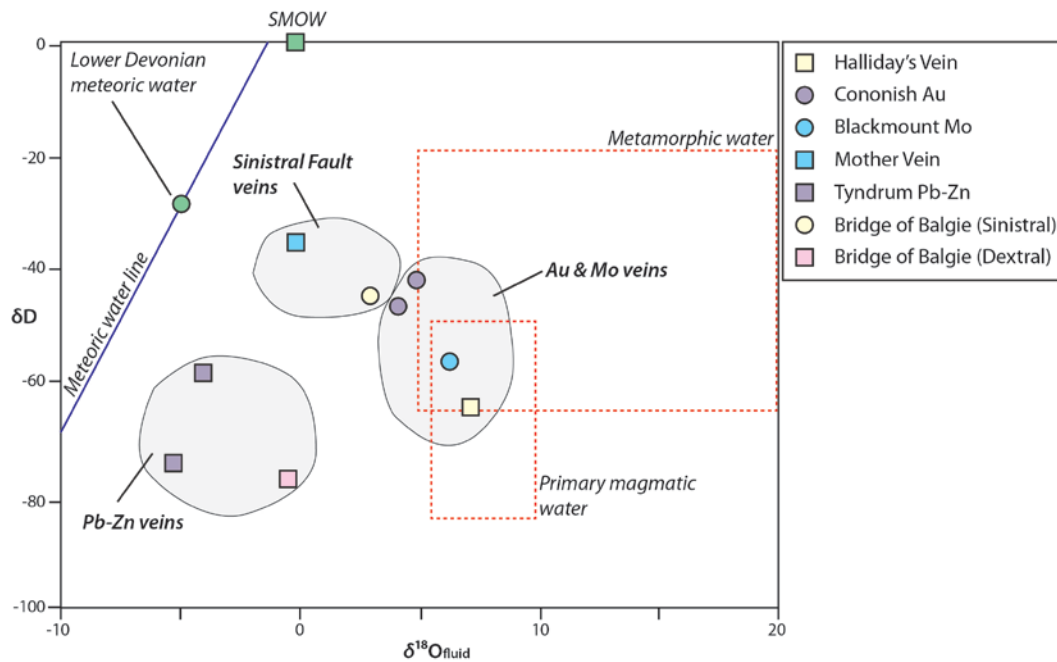 SMOW
0
Lower Devonian
meteoric water
Halliday's Vein
Cononish Au
Blackmount Mo
Mother Vein
Tyndrum Pb-Zn
Bridge of Balgie (Sinistral)
Bridge of Balgie (Dextral)
-20
Metamorphic water
Sinistral Fault
veins
-40
Au & Mo veins
δD
Meteoric water line
-60
Primary magmatic
water
-80
Pb-Zn veins
-100
-10
0
10
20
δ¹⁸Ofluid